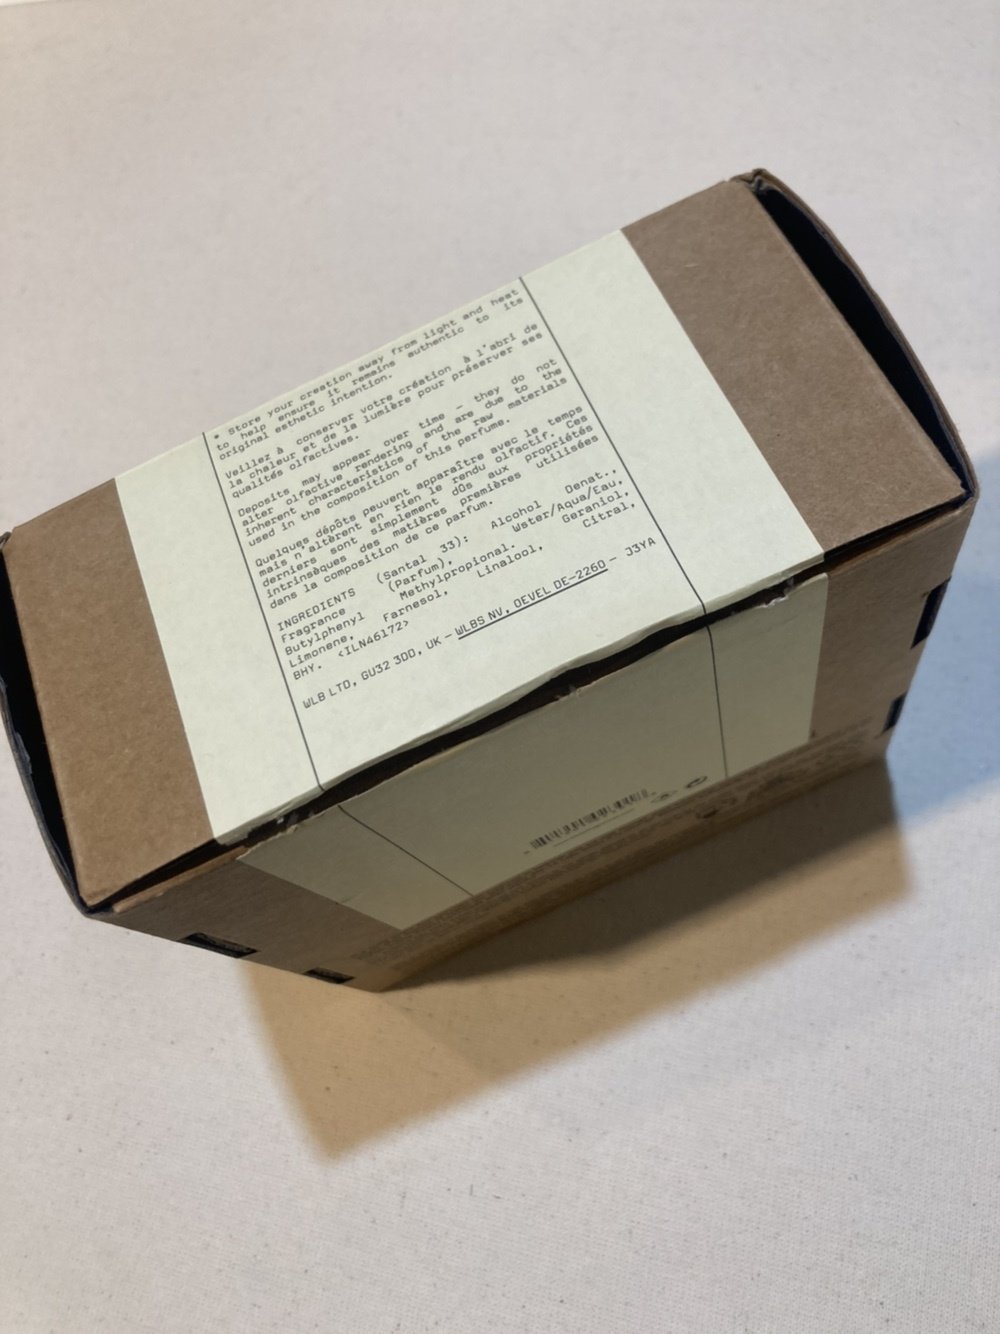 * Store your creation away from light and heat
to help ensure it remains authentic to its
original esthetic intention.
Veillez à conserver votre création à l'abri de
la chaleur et de la lumière pour préserver ses
qualités olfactives.
Deposits may appear over time - they do not
alter olfactive rendering and are due to the
inherent characteristics of the raw materials
used in the composition of this perfume.
Quelques dépôts peuvent apparaître avec le temps
mais n'altèrent en rien le rendu olfactif. Ces
derniers sont simplement dûs aux propriétés
intrinsèques des matières premières utilisées
dans la composition de ce parfum.
INGREDIENTS (Santal 33): Alcohol Denat.,
Fragrance (Parfum), Water/Aqua/Eau,
Butylphenyl Methylpropional. Geraniol,
Limonene, Farnesol, Linalool, Citral,
BHY. <ILN46172>
WLB LTD, GU32 3DD, UK - WLBS NV, DEVEL DE-2260 - J3YA